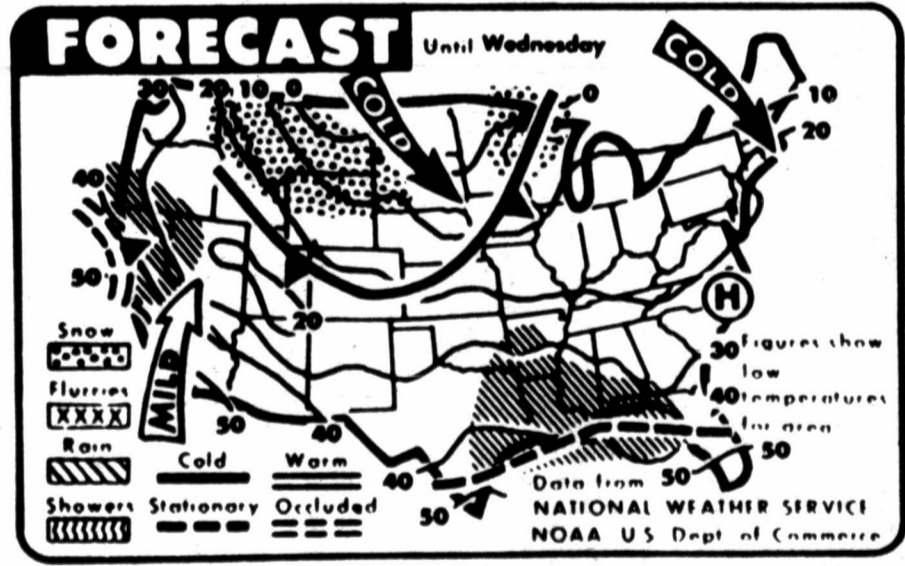 FORECAST
Until Wednesday
COLD
COLD
30 20 10 0
0
10
20
40
50
20
H
MILD
Snow
Flurries
XXXX
Rain
Showers
50
40
Cold
Warm
Stationary
Occluded
40
50
30
40
50
50
Figures show
low
temperatures
for area
Data from
NATIONAL WEATHER SERVICE
NOAA U S Dept of Commerce